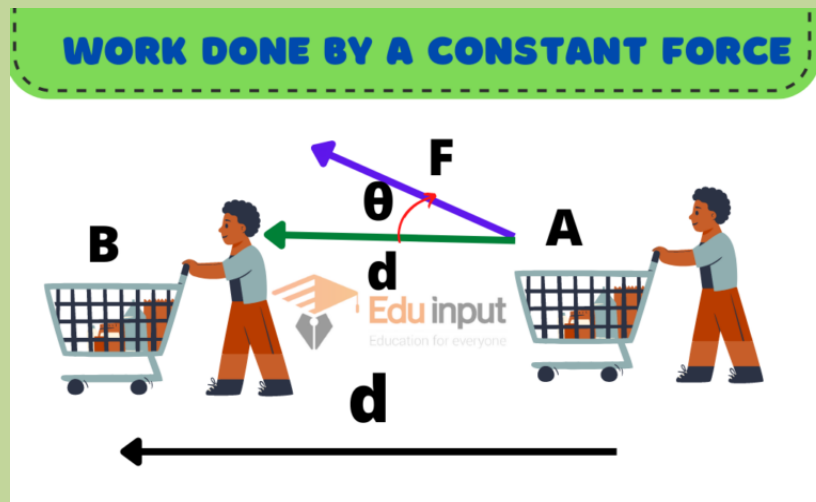 WORK DONE BY A CONSTANT FORCE
F
θ
B
A
d
Edu input
Education for everyone
d